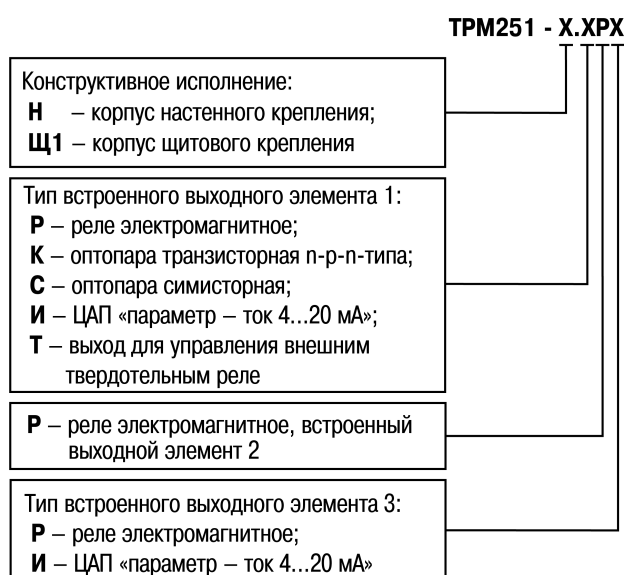 ТРМ251 - Х.ХРХ
Конструктивное исполнение:
Н – корпус настенного крепления;
Щ1 – корпус щитового крепления
Тип встроенного выходного элемента 1:
Р – реле электромагнитное;
К – оптопара транзисторная n-p-n-типа;
С – оптопара симисторная;
И – ЦАП «параметр – ток 4...20 мА»;
Т – выход для управления внешним
твердотельным реле
Р – реле электромагнитное, встроенный
выходной элемент 2
Тип встроенного выходного элемента 3:
Р – реле электромагнитное;
И – ЦАП «параметр – ток 4...20 мА»